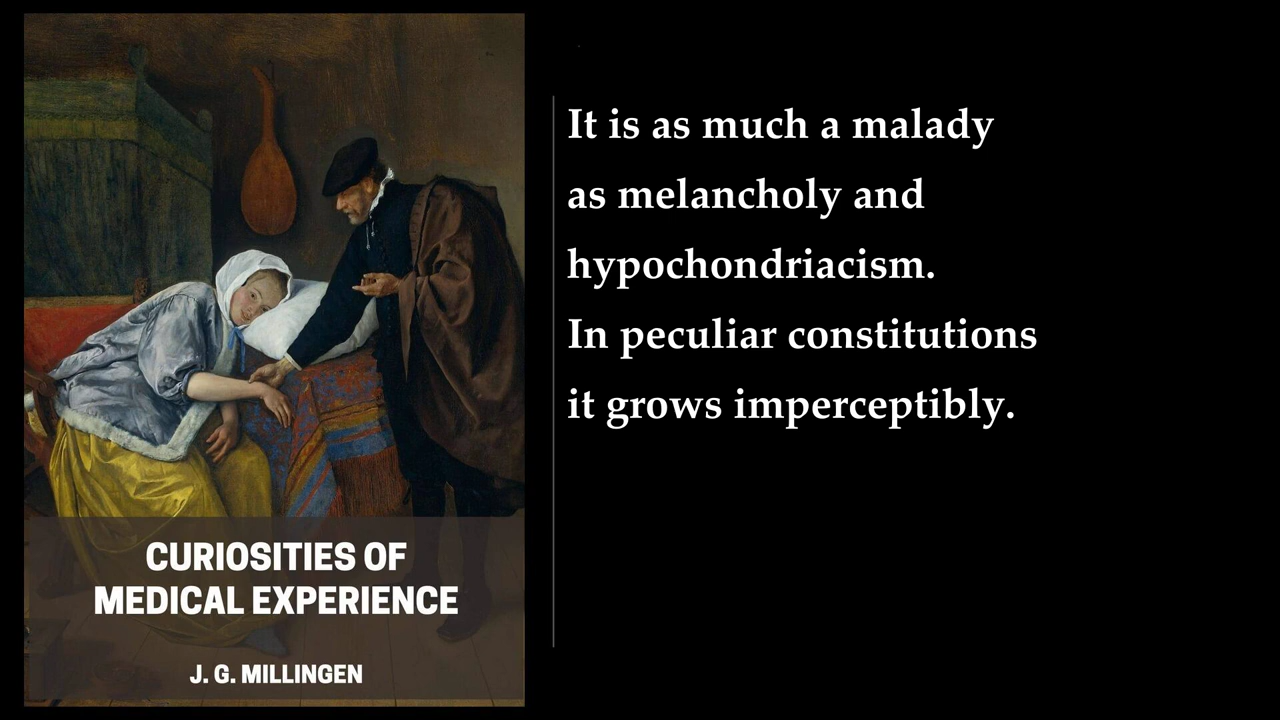 It is as much a malady
as melancholy and
hypochondriacism.
In peculiar constitutions
it grows imperceptibly.
CURIOSITIES OF
MEDICAL EXPERIENCE
J. G. MILLINGEN